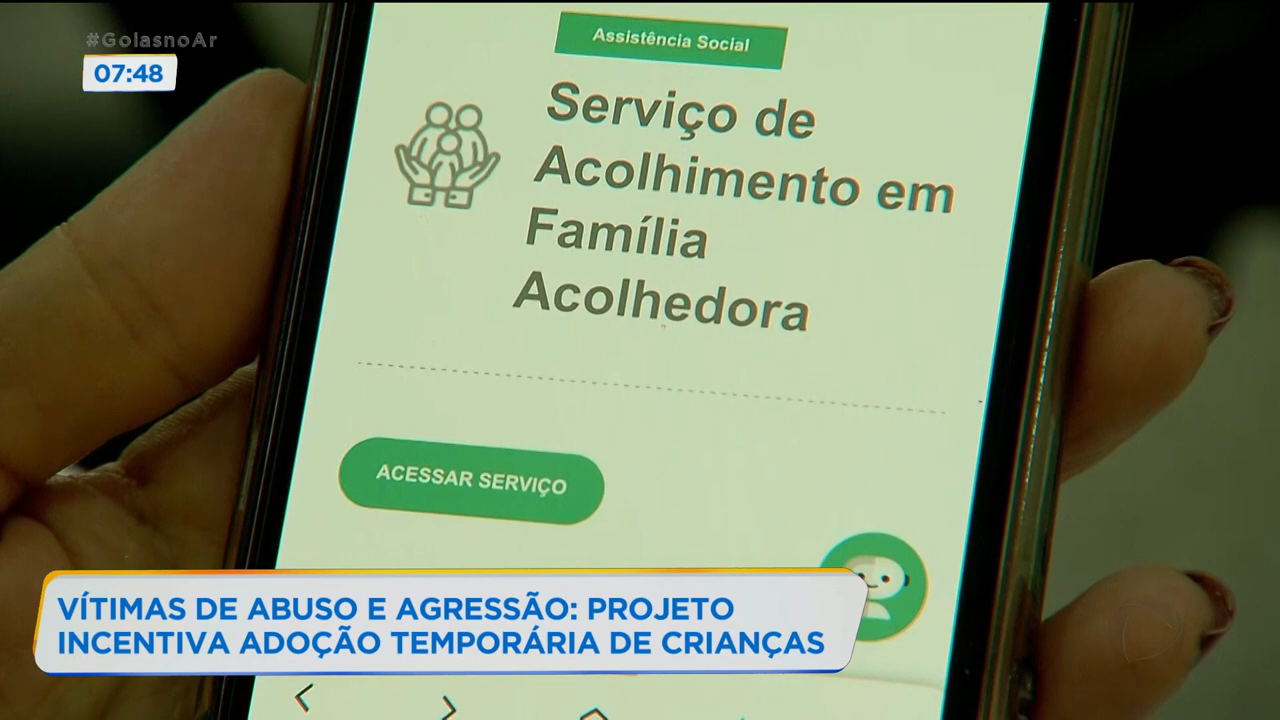 #GoiasnoAr
07:48
Assistência Social
Serviço de
Acolhimento em
Família
Acolhedora
ACESSAR SERVIÇO
VÍTIMAS DE ABUSO E AGRESSÃO: PROJETO
INCENTIVA ADOÇÃO TEMPORÁRIA DE CRIANÇAS